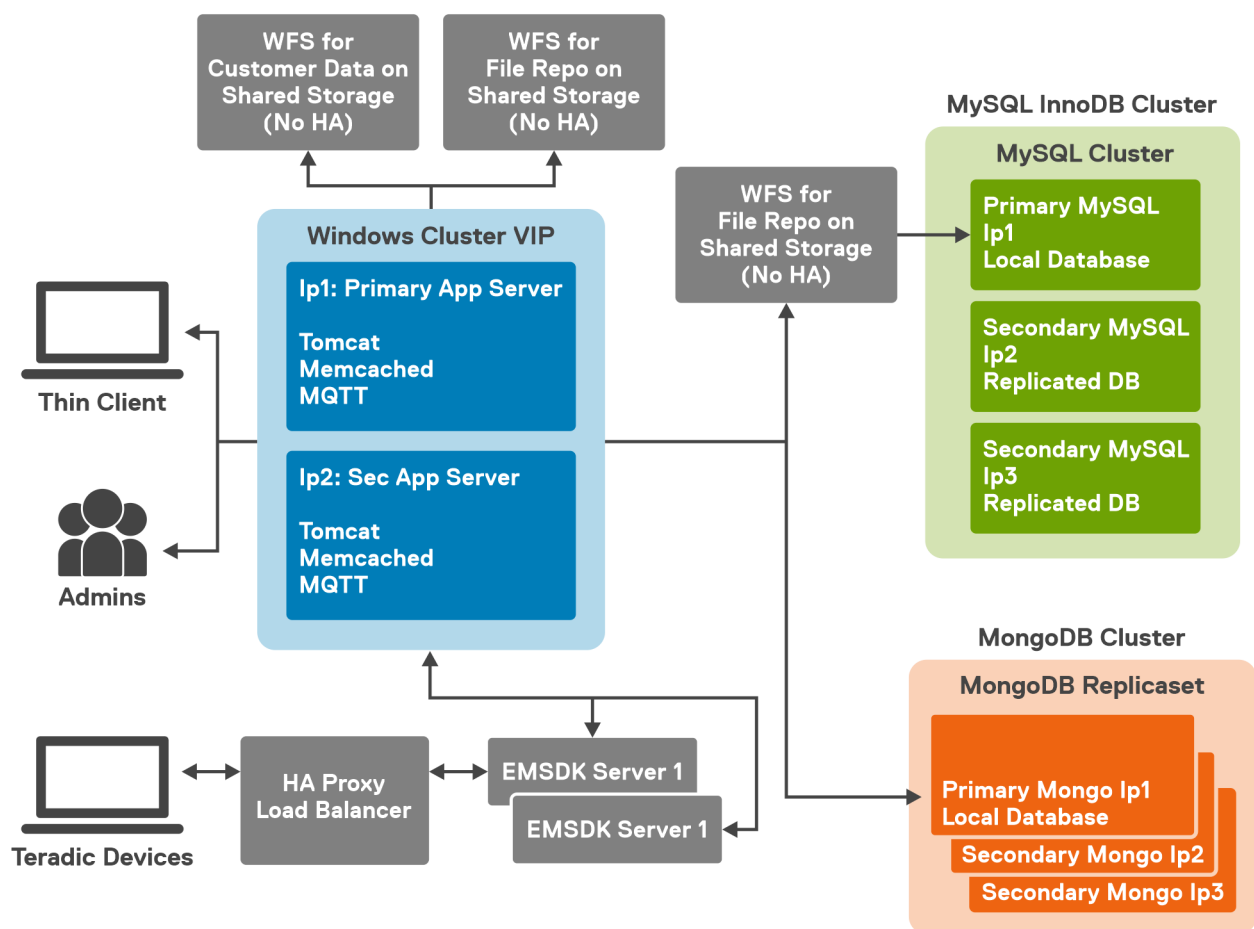 WFS for
Customer Data on
Shared Storage
(No HA)
WFS for
File Repo on
Shared Storage
(No HA)
MySQL InnoDB Cluster
MySQL Cluster
Primary MySQL
Ip1
Local Database
Secondary MySQL
Ip2
Replicated DB
Secondary MySQL
Ip3
Replicated DB
WFS for
File Repo on
Shared Storage
(No HA)
Windows Cluster VIP
Ip1: Primary App Server
Tomcat
Memcached
MQTT
Ip2: Sec App Server
Tomcat
Memcached
MQTT
Thin Client
Admins
MongoDB Cluster
MongoDB Replicaset
Primary Mongo Ip1
Local Database
Secondary Mongo Ip2
Secondary Mongo Ip3
Teradic Devices
HA Proxy
Load Balancer
EMSDK Server 1
EMSDK Server 1